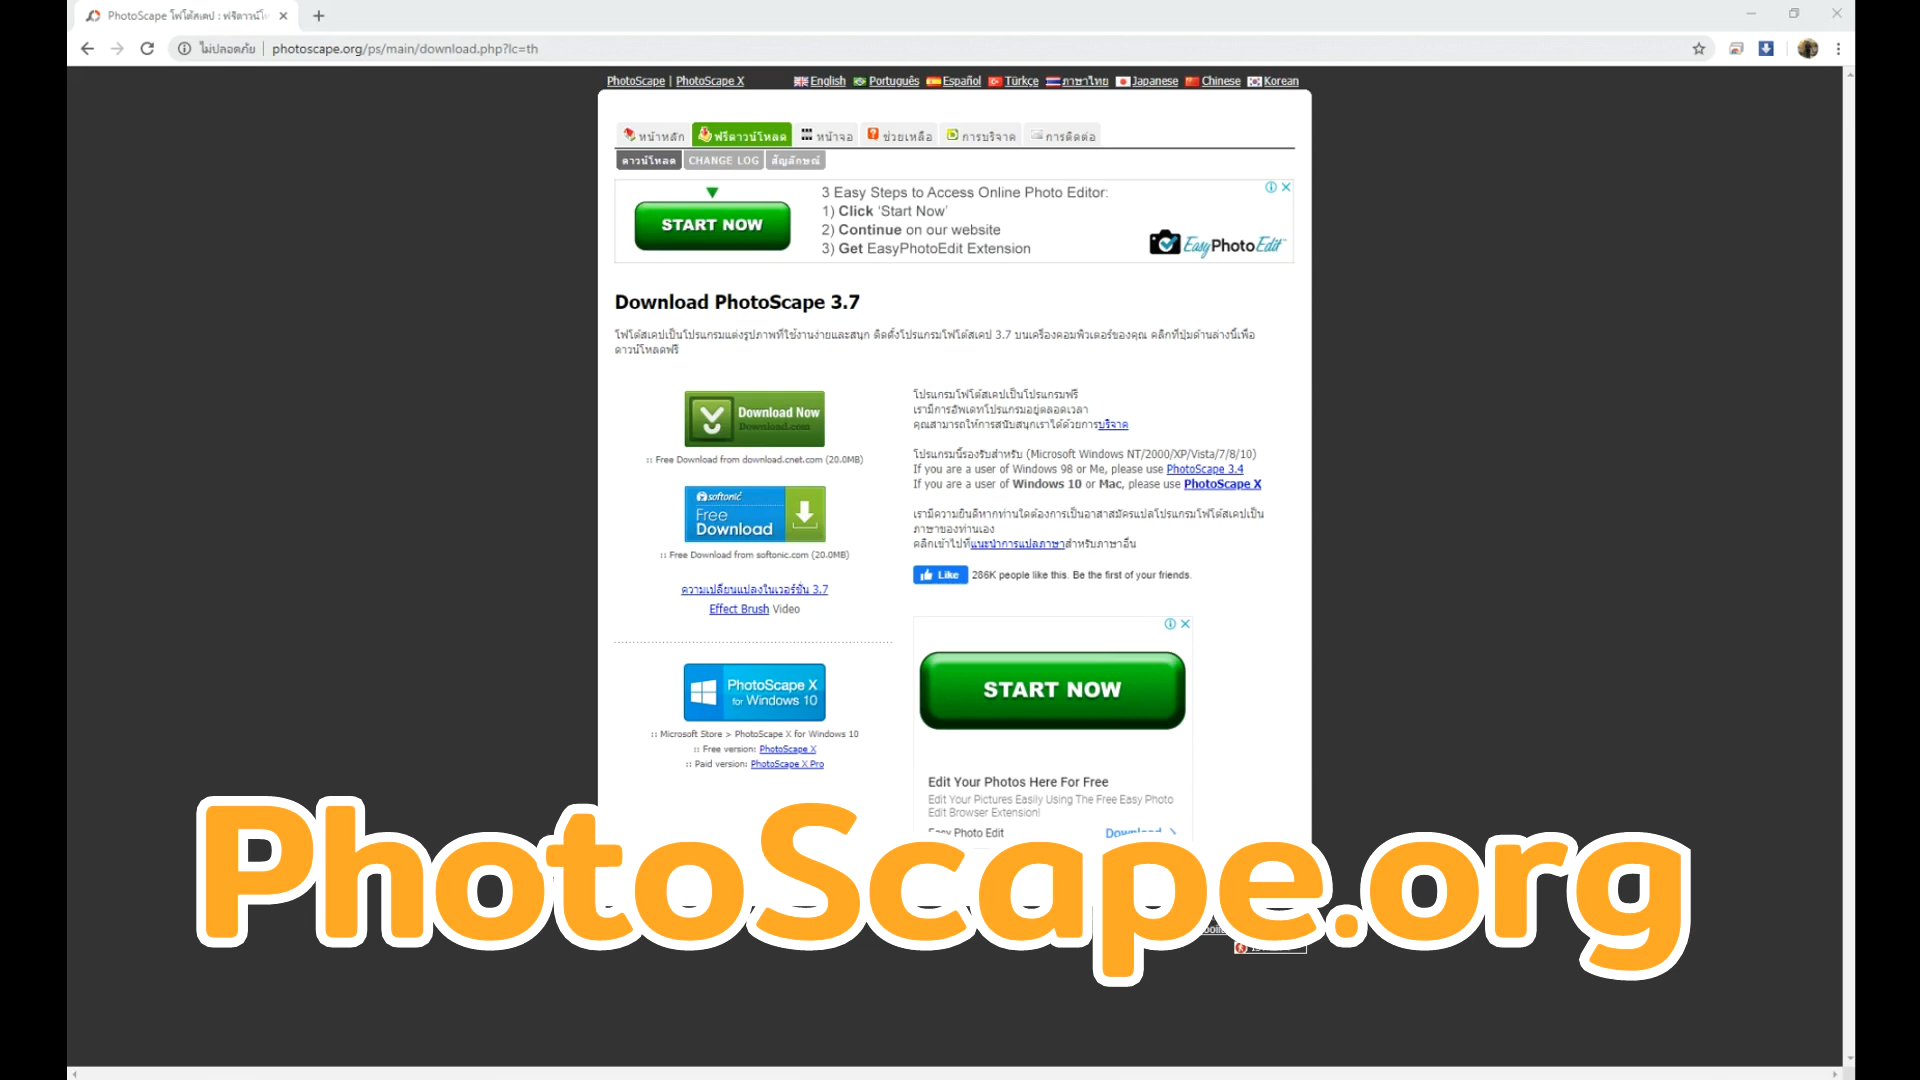 PhotoScape โฟโต้สเคป : ฟรีดาวน์โห
ไม่ปลอดภัย photoscape.org/ps/main/download.php?lc=th
PhotoScape | PhotoScape X English Português Español Türkçe ภาษาไทย Japanese Chinese Korean
หน้าหลัก ฟรีดาวน์โหลด หน้าจอ ช่วยเหลือ การบริจาค การติดต่อ
ดาวน์โหลด CHANGE LOG สัญลักษณ์
START NOW
3 Easy Steps to Access Online Photo Editor:
1) Click ‘Start Now’
2) Continue on our website
3) Get EasyPhotoEdit Extension
EasyPhotoEdit
Download PhotoScape 3.7
โฟโต้สเคปเป็นโปรแกรมแต่งรูปภาพที่ใช้งานง่ายและสนุก ติดตั้งโปรแกรมโฟโต้สเคป 3.7 บนเครื่องคอมพิวเตอร์ของคุณ คลิกที่ปุ่มด้านล่างนี้เพื่อ
ดาวน์โหลดฟรี
Download Now
Download.com
:: Free Download from download.cnet.com (20.0MB)
softonic
Free
Download
:: Free Download from softonic.com (20.0MB)
ความเปลี่ยนแปลงในเวอร์ชั่น 3.7
Effect Brush Video
PhotoScape X
for Windows 10
:: Microsoft Store > PhotoScape X for Windows 10
:: Free version: PhotoScape X
:: Paid version: PhotoScape X Pro
โปรแกรมโฟโต้สเคปเป็นโปรแกรมฟรี
เรามีการอัพเดทโปรแกรมอยู่ตลอดเวลา
คุณสามารถให้การสนับสนุกเราได้ด้วยการบริจาค
โปรแกรมนี้รองรับสำหรับ (Microsoft Windows NT/2000/XP/Vista/7/8/10)
If you are a user of Windows 98 or Me, please use PhotoScape 3.4
If you are a user of Windows 10 or Mac, please use PhotoScape X
เรามีความยินดีหากท่านใดต้องการเป็นอาสาสมัครแปลโปรแกรมโฟโต้สเคปเป็น
ภาษาของท่านเอง
คลิกเข้าไปที่แนะนำการแปลภาษาสำหรับภาษาอื่น
Like 286K people like this. Be the first of your friends.
START NOW
Edit Your Photos Here For Free
Edit Your Pictures Easily Using The Free Easy Photo
Edit Browser Extension!
Easy Photo Edit Download
PhotoScape.org